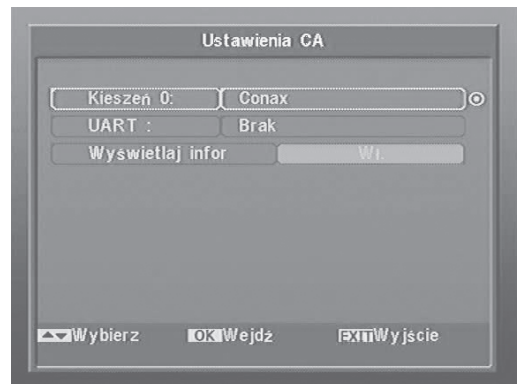 Ustawienia CA
Kieszeń 0: Conax
UART : Brak
Wyświetlaj infor Wł.
Wybierz OK Wejdź EXIT Wyjście